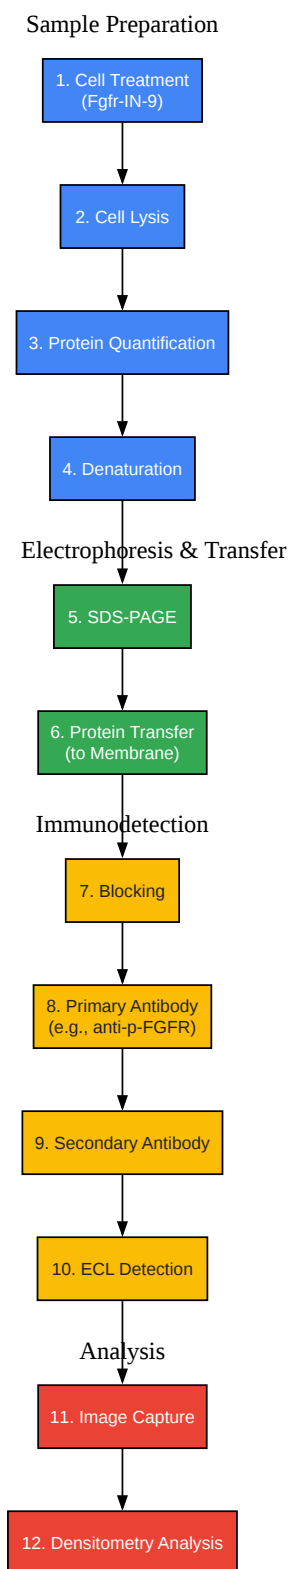 Sample Preparation
1. Cell Treatment
(Fgfr-IN-9)
2. Cell Lysis
3. Protein Quantification
4. Denaturation
Electrophoresis & Transfer
5. SDS-PAGE
6. Protein Transfer
(to Membrane)
Immunodetection
7. Blocking
8. Primary Antibody
(e.g., anti-p-FGFR)
9. Secondary Antibody
10. ECL Detection
Analysis
11. Image Capture
12. Densitometry Analysis